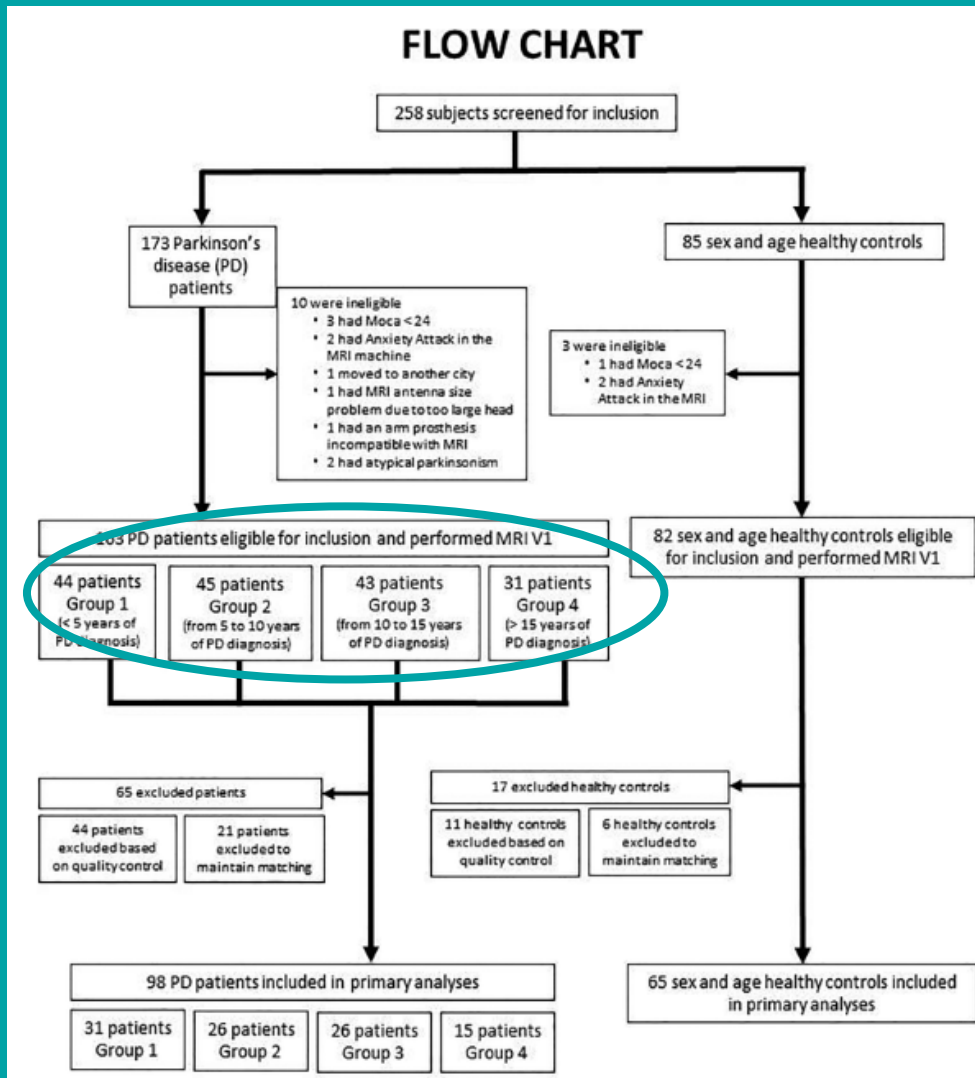 FLOW CHART
258 subjects screened for inclusion
173 Parkinson's
disease (PD)
patients
85 sex and age healthy controls
10 were ineligible
• 3 had Moca < 24
• 2 had Anxiety Attack in the
MRI machine
• 1 moved to another city
• 1 had MRI antenna size
problem due to too large head
• 1 had an arm prosthesis
incompatible with MRI
• 2 had atypical parkinsonism
3 were ineligible
• 1 had Moca < 24
• 2 had Anxiety
Attack in the MRI
163 PD patients eligible for inclusion and performed MRI V1
82 sex and age healthy controls eligible
for inclusion and performed MRI V1
44 patients
Group 1
(< 5 years of
PD diagnosis)
45 patients
Group 2
(from 5 to 10 years
of PD diagnosis)
43 patients
Group 3
(from 10 to 15 years
of PD diagnosis)
31 patients
Group 4
(> 15 years of
PD diagnosis)
65 excluded patients
44 patients
excluded based
on quality control
21 patients
excluded to
maintain matching
17 excluded healthy controls
11 healthy controls
excluded based on
quality control
6 healthy controls
excluded to
maintain matching
98 PD patients included in primary analyses
31 patients
Group 1
26 patients
Group 2
26 patients
Group 3
15 patients
Group 4
65 sex and age healthy controls included
in primary analyses